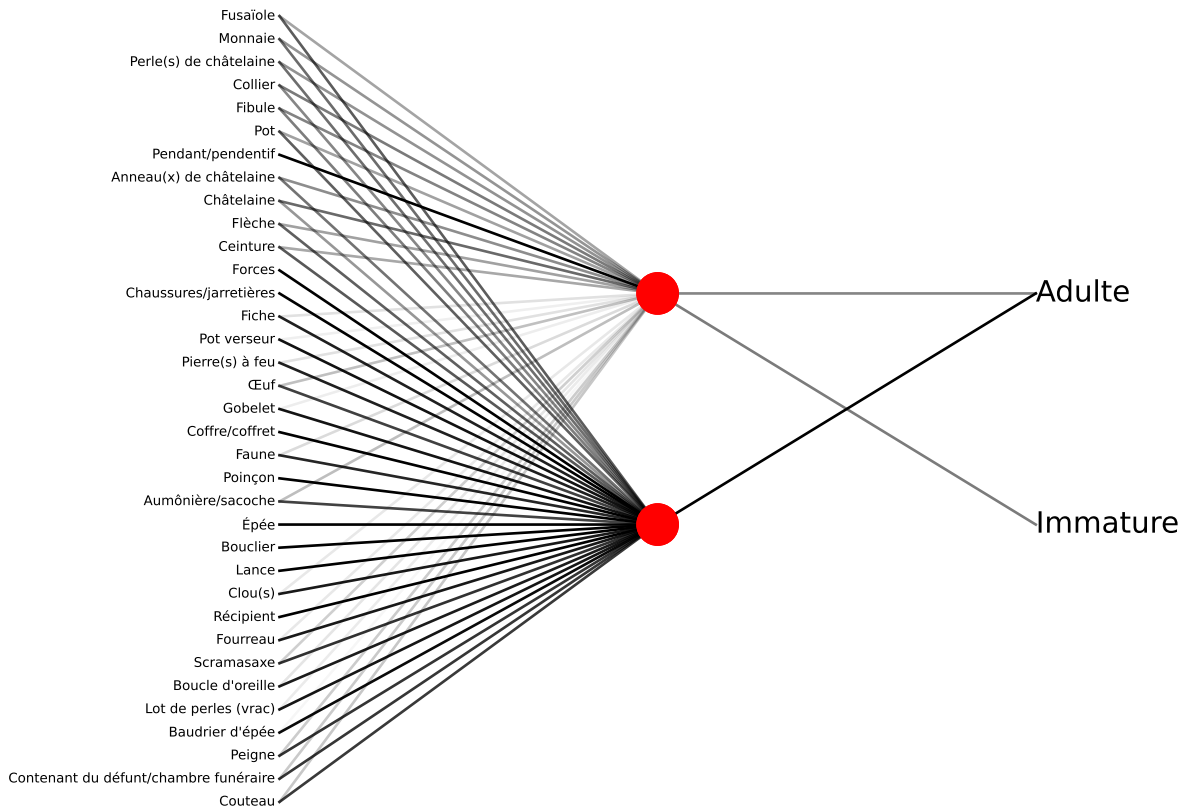 Fusaïole
Monnaie
Perle(s) de châtelaine
Collier
Fibule
Pot
Pendant/pendentif
Anneau(x) de châtelaine
Châtelaine
Flèche
Ceinture
Forces
Chaussures/jarretières
Fiche
Pot verseur
Pierre(s) à feu
Œuf
Gobelet
Coffre/coffret
Faune
Poinçon
Aumônière/sacoche
Épée
Bouclier
Lance
Clou(s)
Récipient
Fourreau
Scramasaxe
Boucle d'oreille
Lot de perles (vrac)
Baudrier d'épée
Peigne
Contenant du défunt/chambre funéraire
Couteau
Adulte
Immature